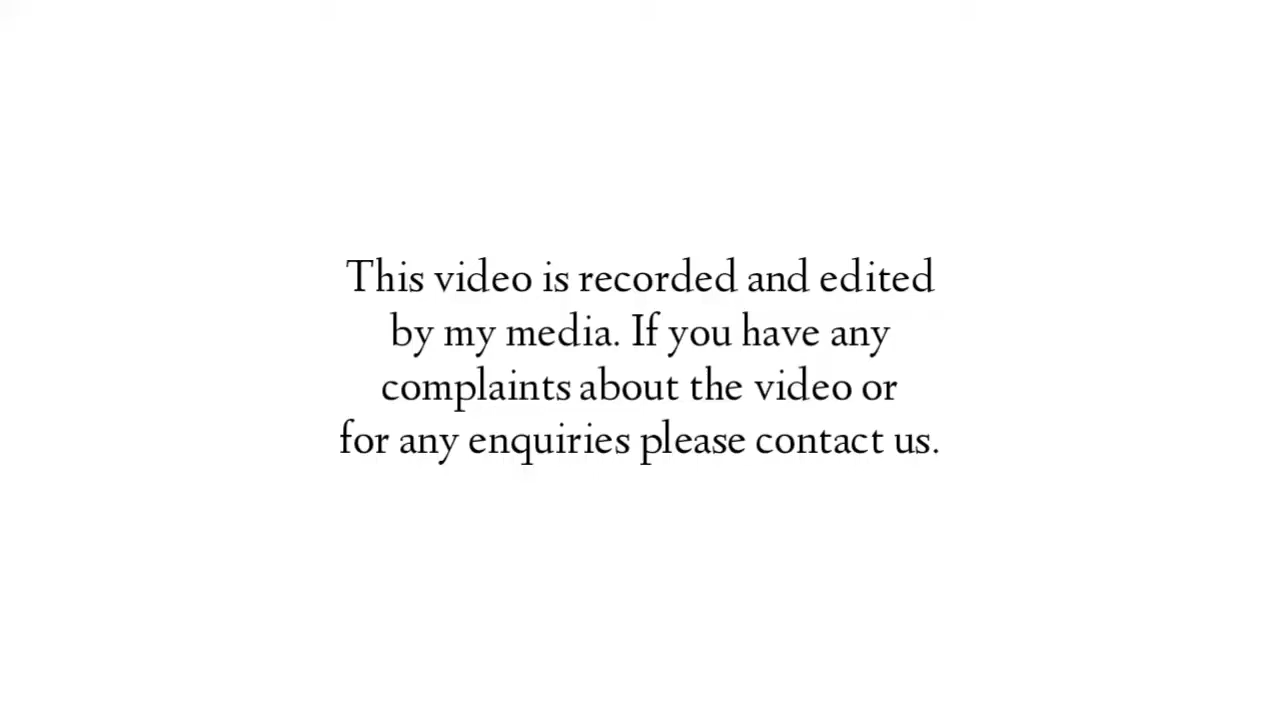 This video is recorded and edited
by my media. If you have any
complaints about the video or
for any enquiries please contact us.